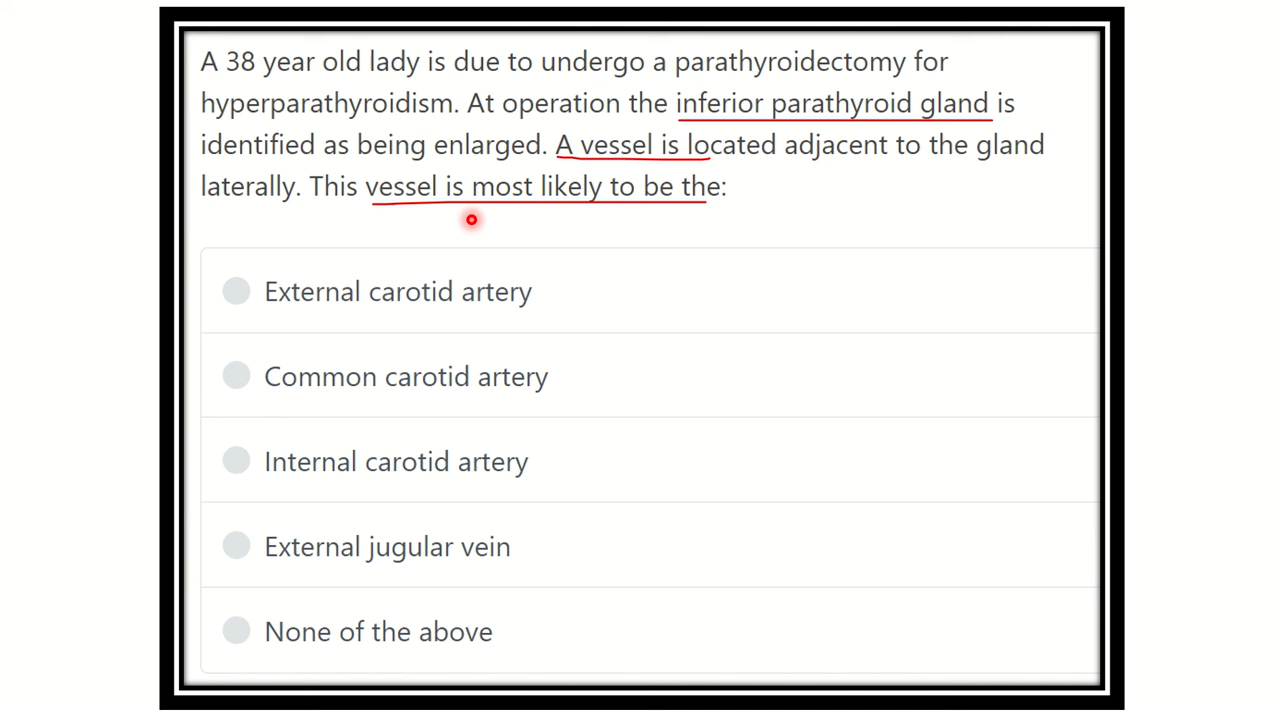 A 38 year old lady is due to undergo a parathyroidectomy for
hyperparathyroidism. At operation the inferior parathyroid gland is
identified as being enlarged. A vessel is located adjacent to the gland
laterally. This vessel is most likely to be the:
External carotid artery
Common carotid artery
Internal carotid artery
External jugular vein
None of the above